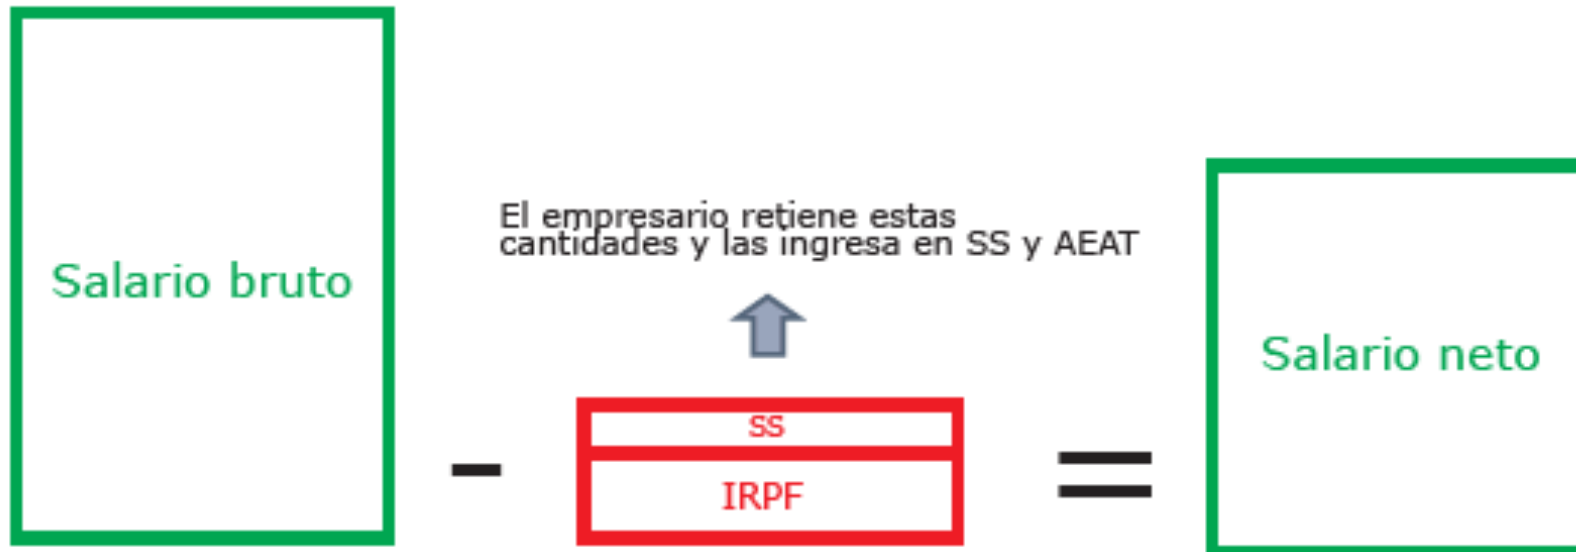 El empresario retiene estas
cantidades y las ingresa en SS y AEAT
Salario bruto
Salario neto
-
SS
IRPF
=